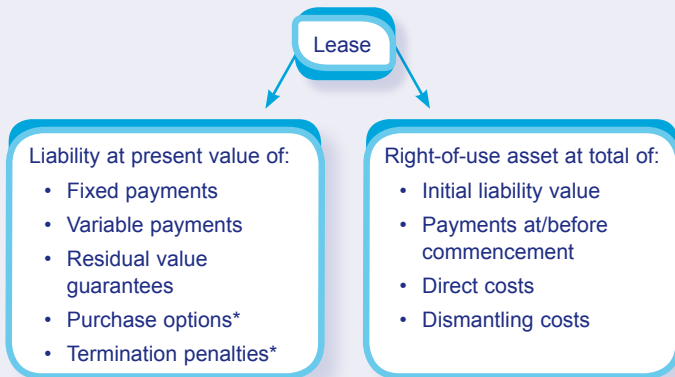 Lease
Liability at present value of:
• Fixed payments
• Variable payments
• Residual value
guarantees
• Purchase options*
• Termination penalties*
Right-of-use asset at total of:
• Initial liability value
• Payments at/before
commencement
• Direct costs
• Dismantling costs